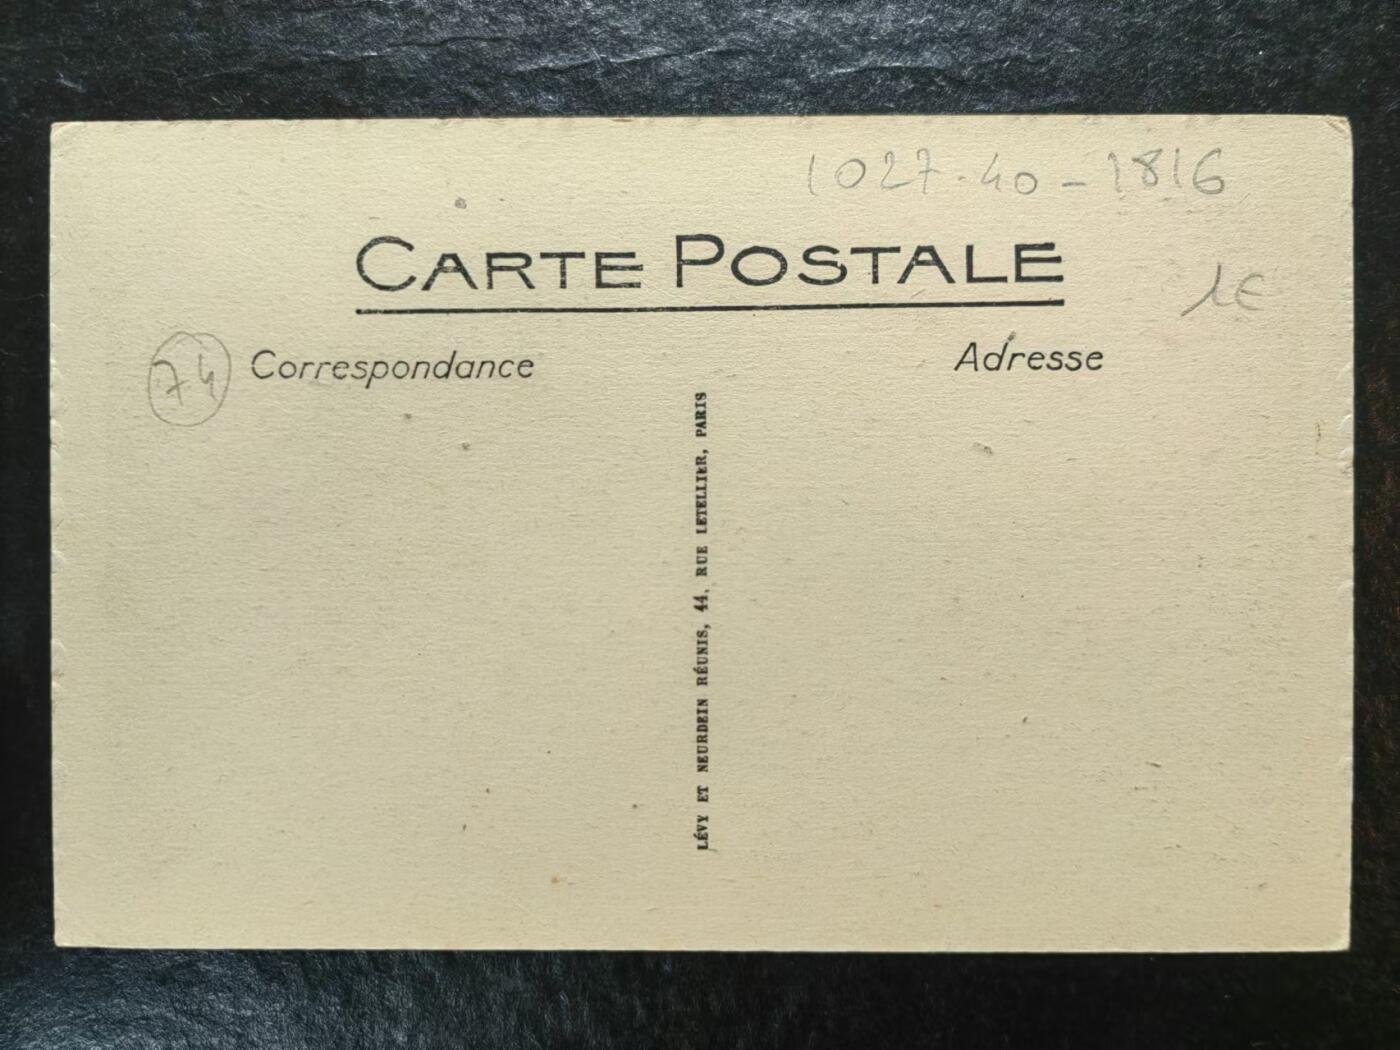 1027-40-1816
CARTE POSTALE
1€
74
Correspondance
Adresse
LÉVY ET NEURDEIN RÉUNIS, 44, RUE LETELLIER, PARIS